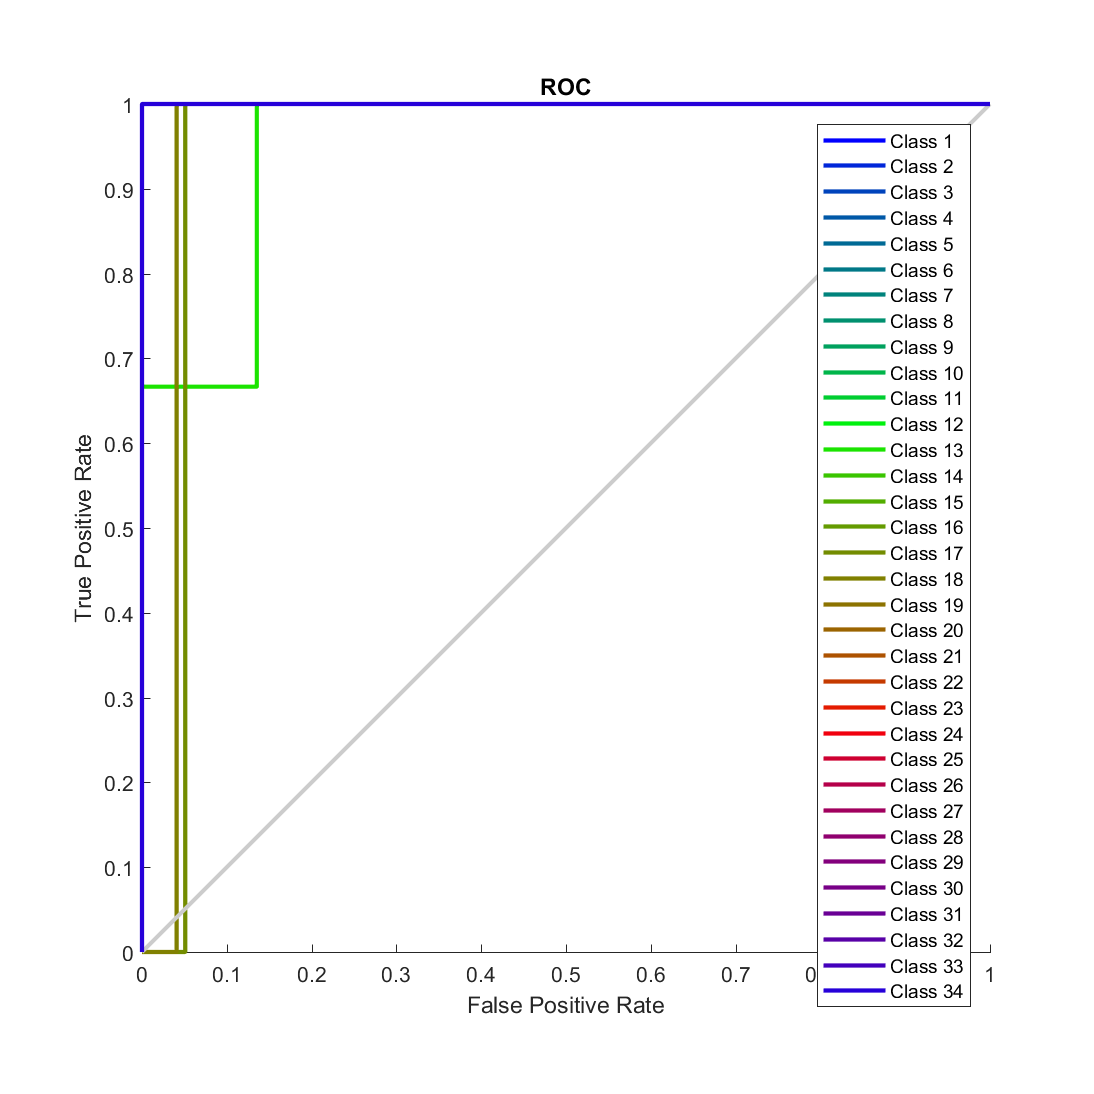 ROC
1
0.9
0.8
0.7
0.6
0.5
0.4
0.3
0.2
0.1
0
True Positive Rate
0 0.1 0.2 0.3 0.4 0.5 0.6 0.7 0 1
False Positive Rate
Class 1
Class 2
Class 3
Class 4
Class 5
Class 6
Class 7
Class 8
Class 9
Class 10
Class 11
Class 12
Class 13
Class 14
Class 15
Class 16
Class 17
Class 18
Class 19
Class 20
Class 21
Class 22
Class 23
Class 24
Class 25
Class 26
Class 27
Class 28
Class 29
Class 30
Class 31
Class 32
Class 33
Class 34